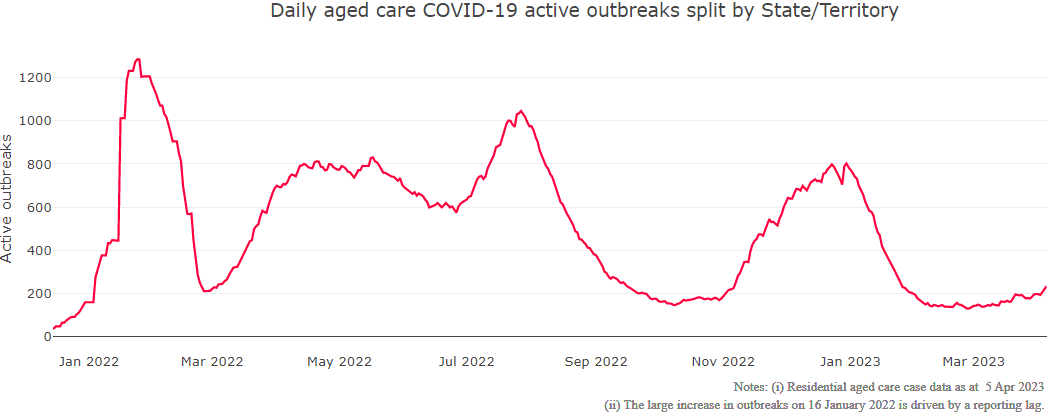 Daily aged care COVID-19 active outbreaks split by State/Territory
Active outbreaks
1200
1000
800
600
400
200
0
Jan 2022
Mar 2022
May 2022
Jul 2022
Sep 2022
Nov 2022
Jan 2023
Mar 2023
Notes: (i) Residential aged care case data as at 5 Apr 2023
(ii) The large increase in outbreaks on 16 January 2022 is driven by a reporting lag.